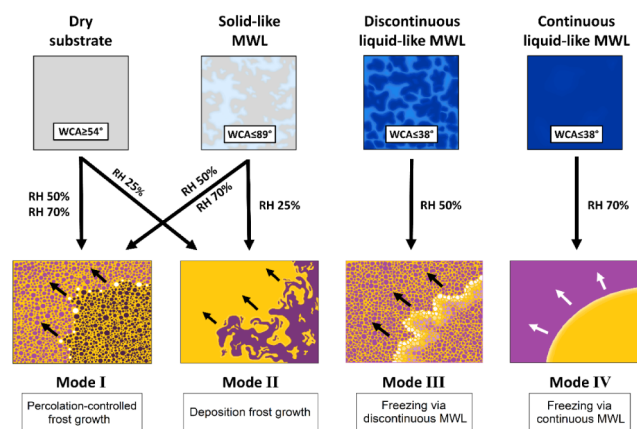 Dry
substrate
Solid-like
MWL
Discontinuous
liquid-like MWL
Continuous
liquid-like MWL
WCA≥54°
WCA≤89°
WCA≤38°
WCA≤38°
RH 50%
RH 70%
RH 25%
RH 50%
RH 70%
RH 25%
RH 50%
RH 70%
Mode I
Mode II
Mode III
Mode IV
Percolation-controlled
frost growth
Deposition frost growth
Freezing via
discontinuous MWL
Freezing via
continuous MWL